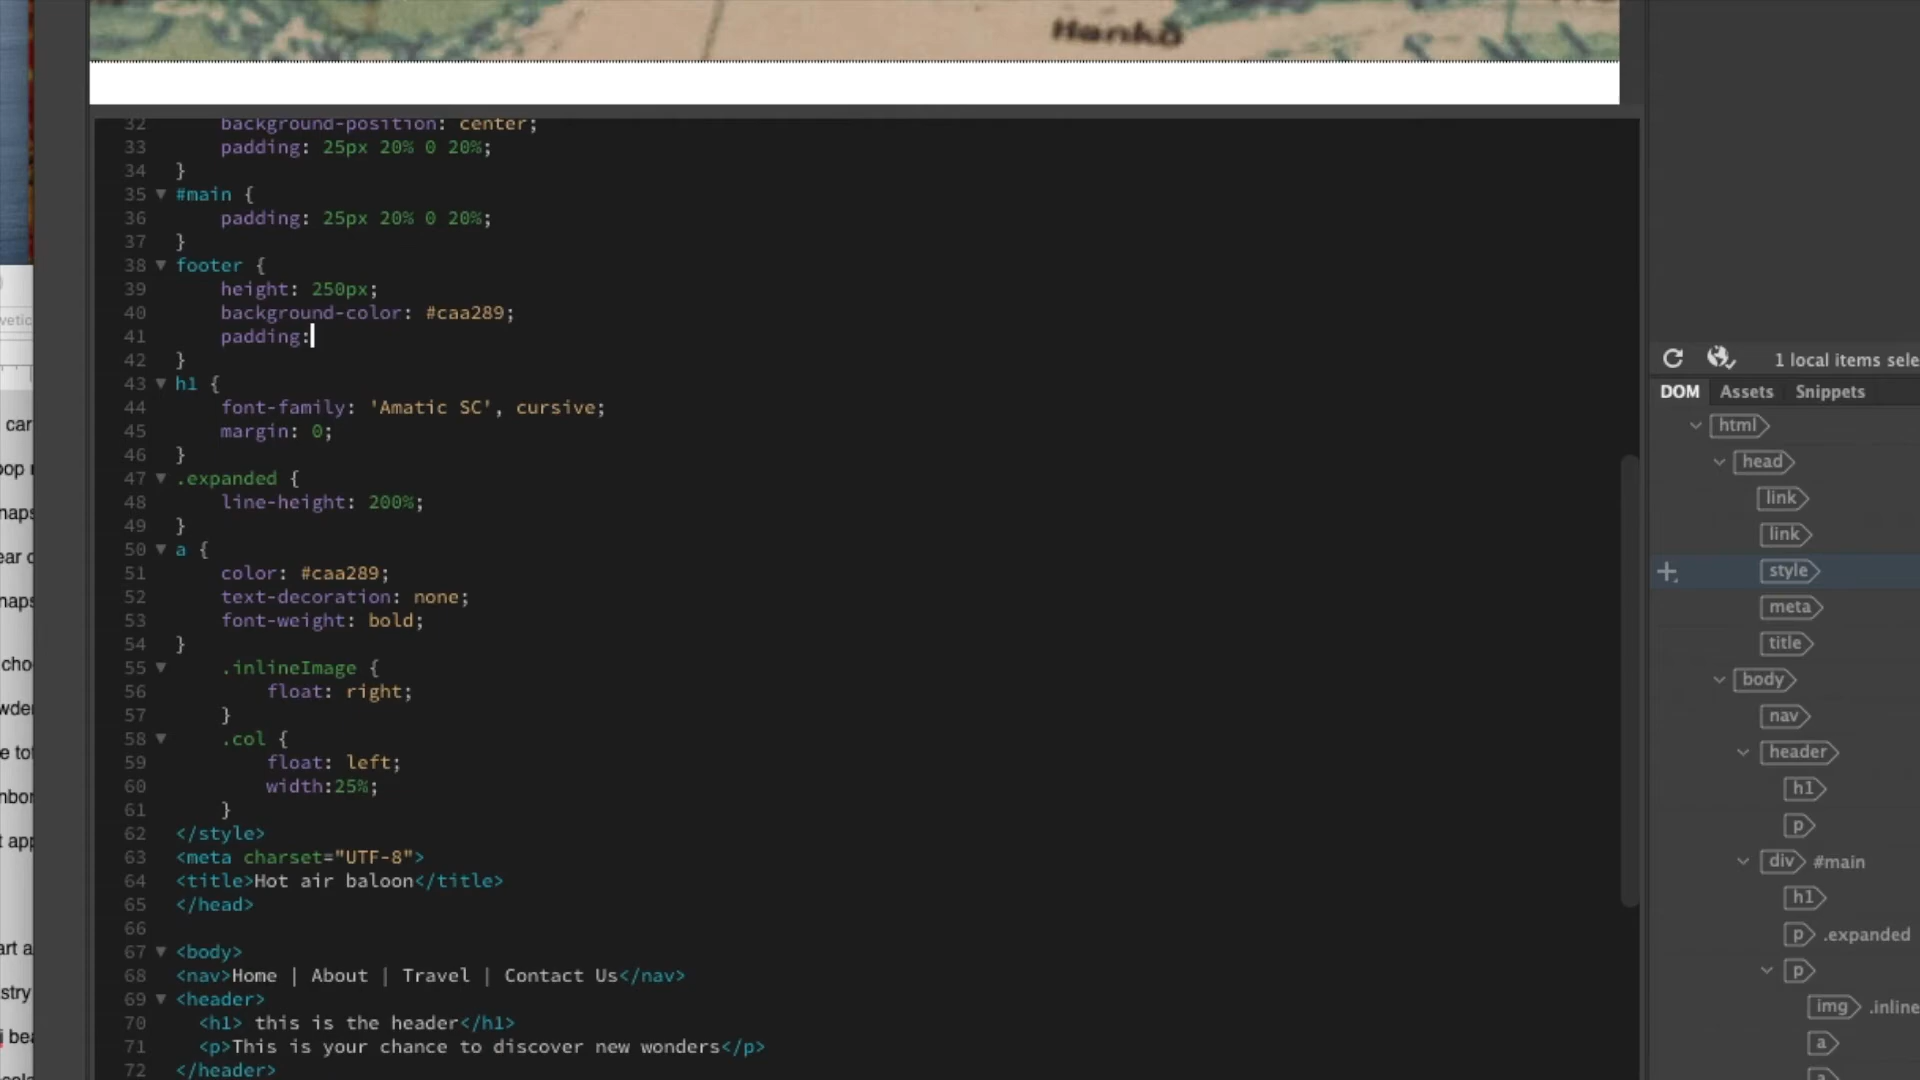 Hankö
32 background-position: center;
33 padding: 25px 20% 0 20%;
34 }
35 #main {
36 padding: 25px 20% 0 20%;
37 }
38 footer {
39 height: 250px;
40 background-color: #caa289;
41 padding:
42 }
43 h1 {
44 font-family: 'Amatic SC', cursive;
45 margin: 0;
46 }
47 .expanded {
48 line-height: 200%;
49 }
50 a {
51 color: #caa289;
52 text-decoration: none;
53 font-weight: bold;
54 }
55 .inlineImage {
56 float: right;
57 }
58 .col {
59 float: left;
60 width:25%;
61 }
62 </style>
63 <meta charset="UTF-8">
64 <title>Hot air baloon</title>
65 </head>
66
67 <body>
68 <nav>Home | About | Travel | Contact Us</nav>
69 <header>
70 <h1> this is the header</h1>
71 <p>This is your chance to discover new wonders</p>
72 </header>
1 local items sele
DOM Assets Snippets
html
head
link
link
style
meta
title
body
nav
header
h1
p
div #main
h1
p .expanded
p
img .inline
a